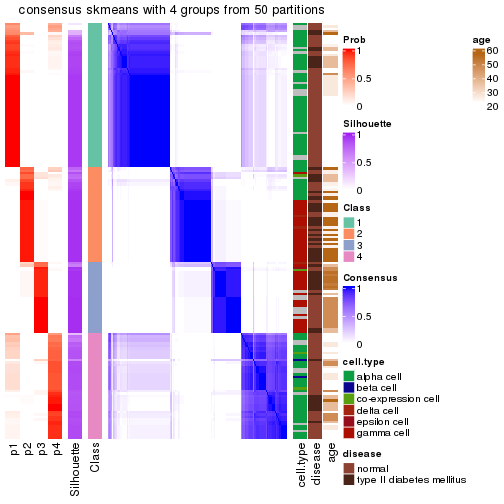 consensus skmeans with 4 groups from 50 partitions
Prob
1
0.5
0
age
60
50
40
30
20
Silhouette
1
0.5
0
Class
1
2
3
4
Consensus
1
0.5
0
cell.type
alpha cell
beta cell
co-expression cell
delta cell
epsilon cell
gamma cell
disease
normal
type II diabetes mellitus
p1
p2
p3
p4
Silhouette
Class
cell.type
disease
age